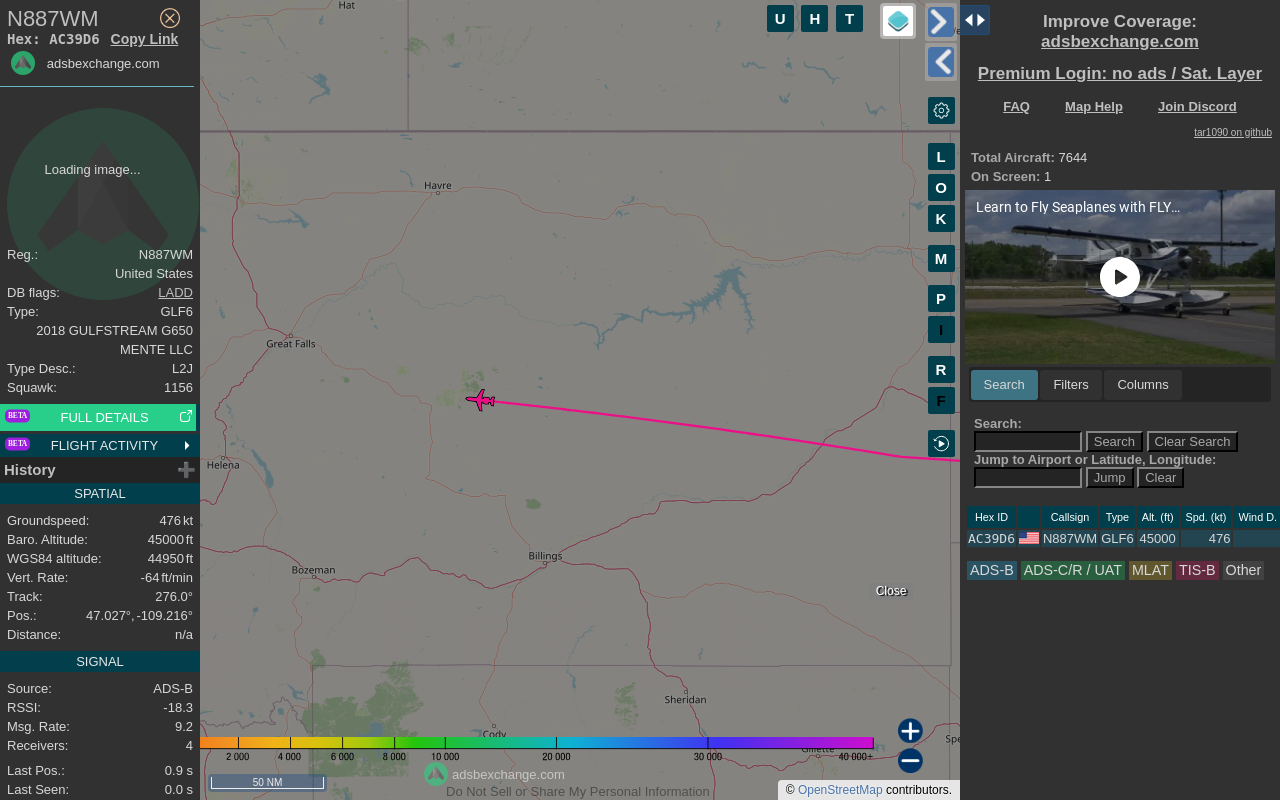 N887WM
Hex: AC39D6 Copy Link
adsbexchange.com
Loading image...
Reg.: N887WM
United States
DB flags: LADD
Type: GLF6
2018 GULFSTREAM G650
MENTE LLC
Type Desc.: L2J
Squawk: 1156
BETA FULL DETAILS
BETA FLIGHT ACTIVITY
History
SPATIAL
Groundspeed: 476 kt
Baro. Altitude: 45000 ft
WGS84 altitude: 44950 ft
Vert. Rate: -64 ft/min
Track: 276.0°
Pos.: 47.027°, -109.216°
Distance: n/a
SIGNAL
Source: ADS-B
RSSI: -18.3
Msg. Rate: 9.2
Receivers: 4
Last Pos.: 0.9 s
Last Seen: 0.0 s
Hat
Havre
Great Falls
Helena
Bozeman
Billings
Sheridan
Cody
Gillette
Spe
U H T
L
O
K
M
P
I
R
F
Close
2 000 4 000 6 000 8 000 10 000 20 000 30 000 40 000+
50 NM
adsbexchange.com
Do Not Sell or Share My Personal Information
© OpenStreetMap contributors.
Improve Coverage:
adsbexchange.com
Premium Login: no ads / Sat. Layer
FAQ Map Help Join Discord
tar1090 on github
Total Aircraft: 7644
On Screen: 1
Learn to Fly Seaplanes with FLY...
Search Filters Columns
Search:
Search Clear Search
Jump to Airport or Latitude, Longitude:
Jump Clear
Hex ID Callsign Type Alt. (ft) Spd. (kt) Wind D.
AC39D6 N887WM GLF6 45000 476
ADS-B ADS-C/R / UAT MLAT TIS-B Other